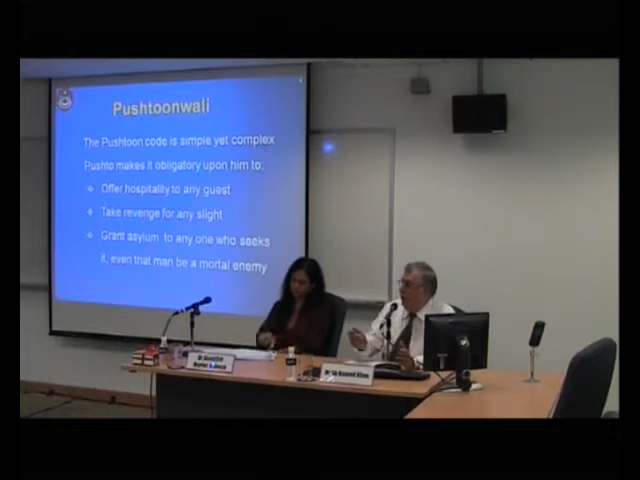 Pushtoonwali
The Pushtoon code is simple yet complex
Pushto makes it obligatory upon him to;
❖ Offer hospitality to any guest
❖ Take revenge for any slight
❖ Grant asylum to any one who seeks
it, even that man be a mortal enemy
Khan